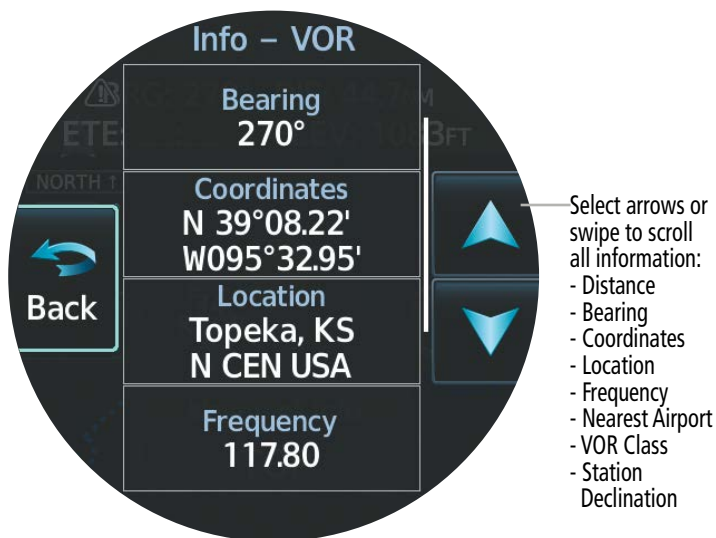 Info – VOR
Bearing
270°
ETE:
1083FT
NORTH ↑
Coordinates
N 39°08.22'
W095°32.95'
Back
Location
Topeka, KS
N CEN USA
Frequency
117.80
Select arrows or
swipe to scroll
all information:
- Distance
- Bearing
- Coordinates
- Location
- Frequency
- Nearest Airport
- VOR Class
- Station
Declination